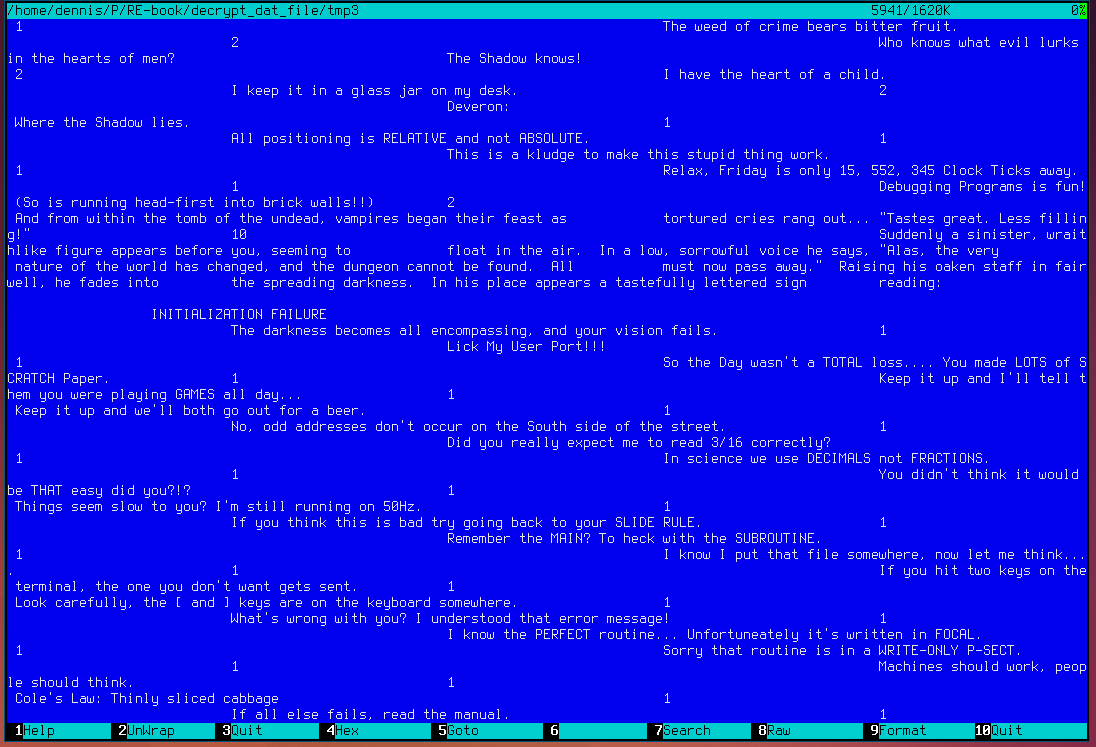 /home/dennis/P/RE-book/decrypt_dat_file/tmp3 5941/1620K 0%
1 The weed of crime bears bitter fruit.
2 Who knows what evil lurks
in the hearts of men? The Shadow knows!
2 I have the heart of a child.
I keep it in a glass jar on my desk. 2
Deveron:
Where the Shadow lies. 1
All positioning is RELATIVE and not ABSOLUTE. 1
This is a kludge to make this stupid thing work.
1 Relax, Friday is only 15, 552, 345 Clock Ticks away.
1 Debugging Programs is fun!
(So is running head-first into brick walls!!) 2
And from within the tomb of the undead, vampires began their feast as tortured cries rang out... "Tastes great. Less fillin
g!" 10 Suddenly a sinister, wrait
hlike figure appears before you, seeming to float in the air. In a low, sorrowful voice he says, "Alas, the very
nature of the world has changed, and the dungeon cannot be found. All must now pass away." Raising his oaken staff in fair
well, he fades into the spreading darkness. In his place appears a tastefully lettered sign reading:
INITIALIZATION FAILURE
The darkness becomes all encompassing, and your vision fails. 1
Lick My User Port!!!
1 So the Day wasn't a TOTAL loss.... You made LOTS of S
CRATCH Paper. 1 Keep it up and I'll tell t
hem you were playing GAMES all day... 1
Keep it up and we'll both go out for a beer. 1
No, odd addresses don't occur on the South side of the street. 1
Did you really expect me to read 3/16 correctly?
1 In science we use DECIMALS not FRACTIONS.
1 You didn't think it would
be THAT easy did you?!? 1
Things seem slow to you? I'm still running on 50Hz. 1
If you think this is bad try going back to your SLIDE RULE. 1
Remember the MAIN? To heck with the SUBROUTINE.
1 I know I put that file somewhere, now let me think...
. 1 If you hit two keys on the
terminal, the one you don't want gets sent. 1
Look carefully, the [ and ] keys are on the keyboard somewhere. 1
What's wrong with you? I understood that error message! 1
I know the PERFECT routine... Unfortuneately it's written in FOCAL.
1 Sorry that routine is in a WRITE-ONLY P-SECT.
1 Machines should work, peop
le should think. 1
Cole's Law: Thinly sliced cabbage 1
If all else fails, read the manual. 1
1Help 2UnWrap 3Quit 4Hex 5Goto 6 7Search 8Raw 9Format 10Quit